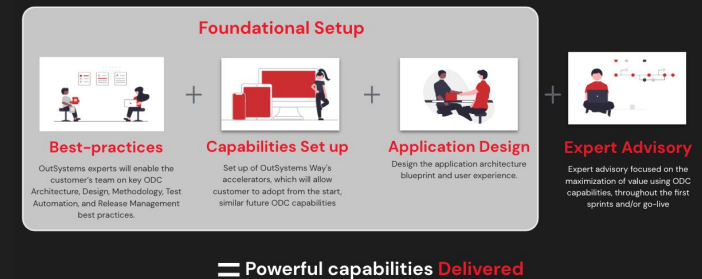 Foundational Setup
+
+
+
Best-practices
OutSystems experts will enable the
customer's team on key ODC
Architecture, Design, Methodology, Test
Automation, and Release Management
best practices.
Capabilities Set up
Set up of OutSystems Way's
accelerators, which will allow
customer to adopt from the start,
similar future ODC capabilities
Application Design
Design the application architecture
blueprint and user experience.
Expert Advisory
Expert advisory focused on the
maximization of value using ODC
capabilities, throughout the first
sprints and/or go-live
= Powerful capabilities Delivered